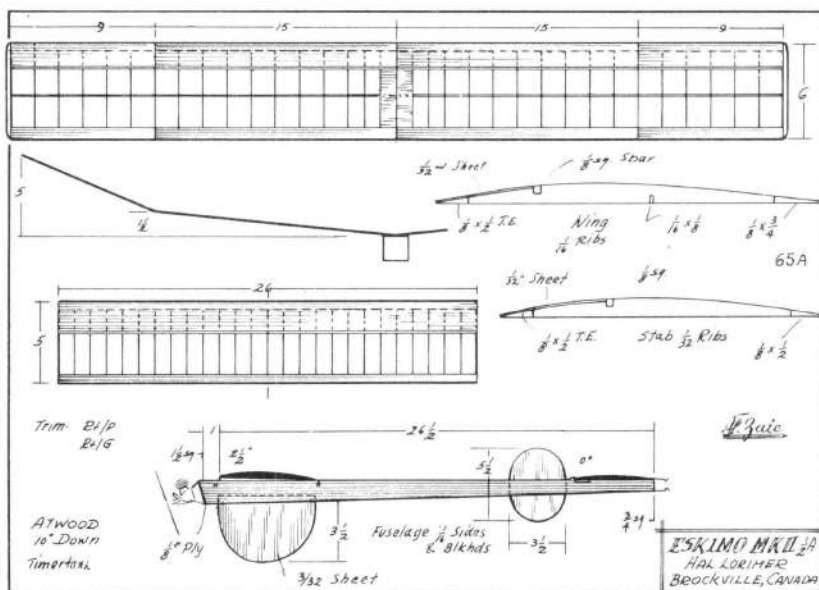 9 15 15 9
6
5
1/2
1/32 Sheet
1/8 sq. Spar
1/8 x 1/2 T.E.
Wing
1/16 Ribs
1/16 x 1/8
1/8 x 3/4
65A
26
5
1/32" Sheet
1/8 sq
1/8 x 1/2 T.E.
Stab 1/32 Ribs
1/8 x 1/2
Trim Rt/P
Rt/G
1
26 1/2
F. Zaic
2 1/2°
5 1/2
0°
ATWOOD
10° Down
1/8" Ply
3 1/2
Fuselage 1/16 Sides
& Blkhds
3 1/2
3/4 sq
3/32 Sheet
ESKIMO MK II 1/2 A
HAL LORIMER
BROCKVILLE, CANADA